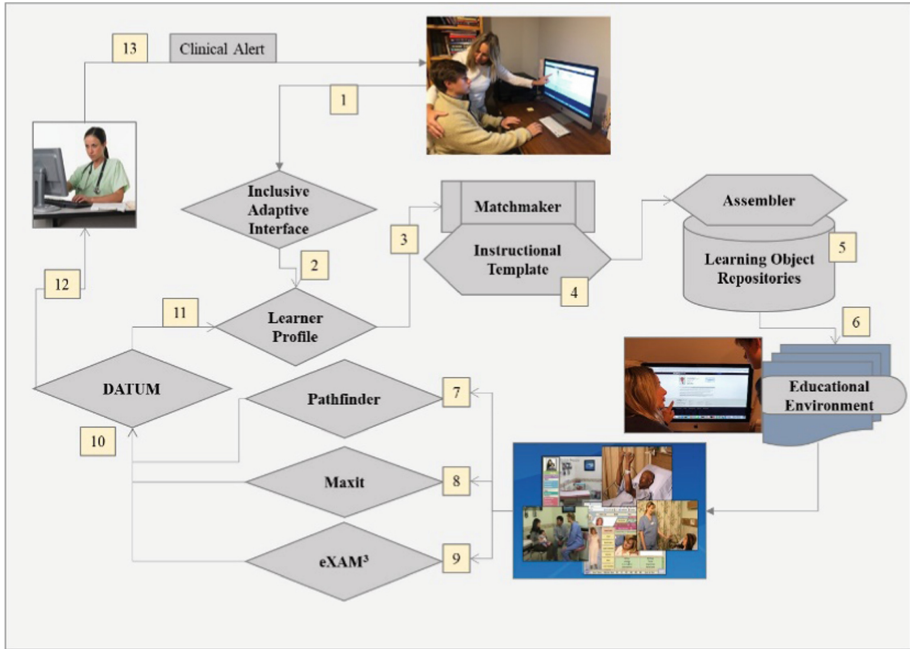 13
Clinical Alert
1
Inclusive
Adaptive
Interface
2
3
Matchmaker
Instructional
Template
4
Assembler
Learning Object
Repositories
5
6
Educational
Environment
12
11
Learner
Profile
DATUM
10
Pathfinder
7
Maxit
8
eXAM³
9